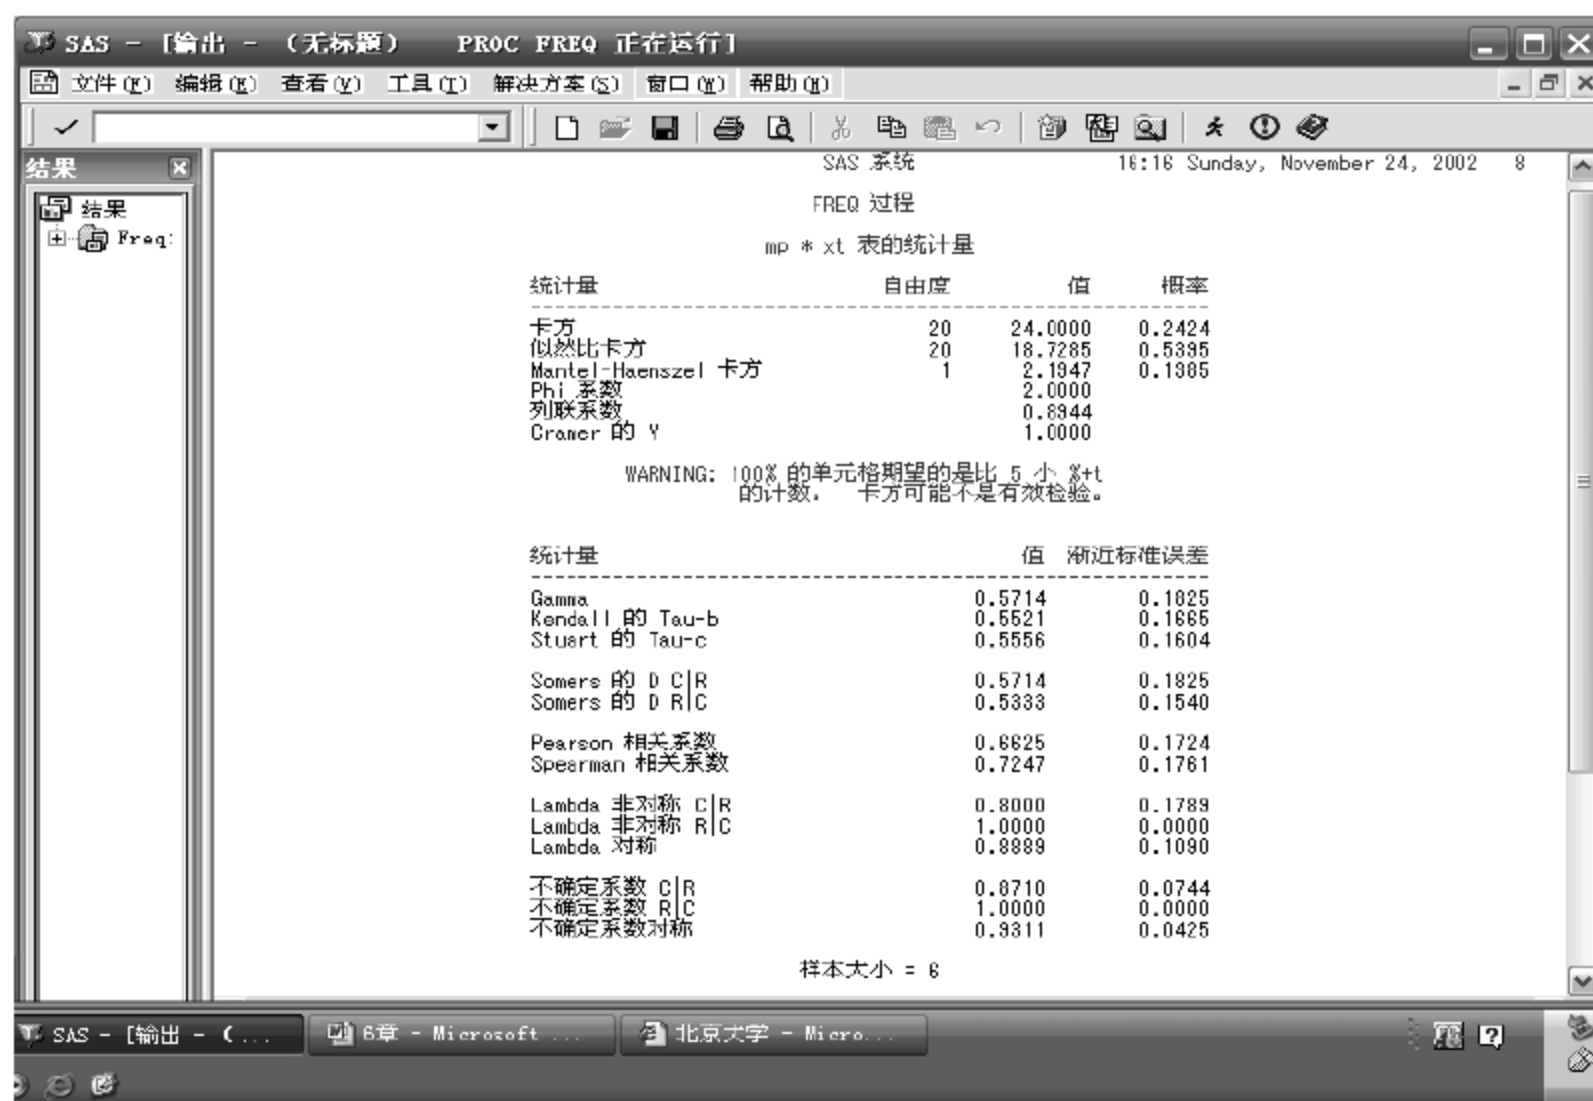 SAS - [输出 - （无标题） PROC FREQ 正在运行]
文件(F) 编辑(E) 查看(V) 工具(T) 解决方案(S) 窗口(W) 帮助(H)
结果
结果
Freq:
SAS 系统 16:16 Sunday, November 24, 2002 8
FREQ 过程
mp * xt 表的统计量
统计量 自由度 值 概率
卡方 20 24.0000 0.2424
似然比卡方 20 18.7285 0.5395
Mantel-Haenszel 卡方 1 2.1947 0.1385
Phi 系数 2.0000
列联系数 0.8944
Cramer 的 V 1.0000
WARNING: 100% 的单元格期望的是比 5 小 %+t
的计数。 卡方可能不是有效检验。
统计量 值 渐近标准误差
Gamma 0.5714 0.1825
Kendall 的 Tau-b 0.5521 0.1665
Stuart 的 Tau-c 0.5556 0.1604
Somers 的 D C|R 0.5714 0.1825
Somers 的 D R|C 0.5333 0.1540
Pearson 相关系数 0.6625 0.1724
Spearman 相关系数 0.7247 0.1761
Lambda 非对称 C|R 0.8000 0.1789
Lambda 非对称 R|C 1.0000 0.0000
Lambda 对称 0.8889 0.1090
不确定系数 C|R 0.8710 0.0744
不确定系数 R|C 1.0000 0.0000
不确定系数对称 0.9311 0.0425
样本大小 = 6
SAS - [输出 - (... 6章 - Microsoft ... 北京大学 - Micro...